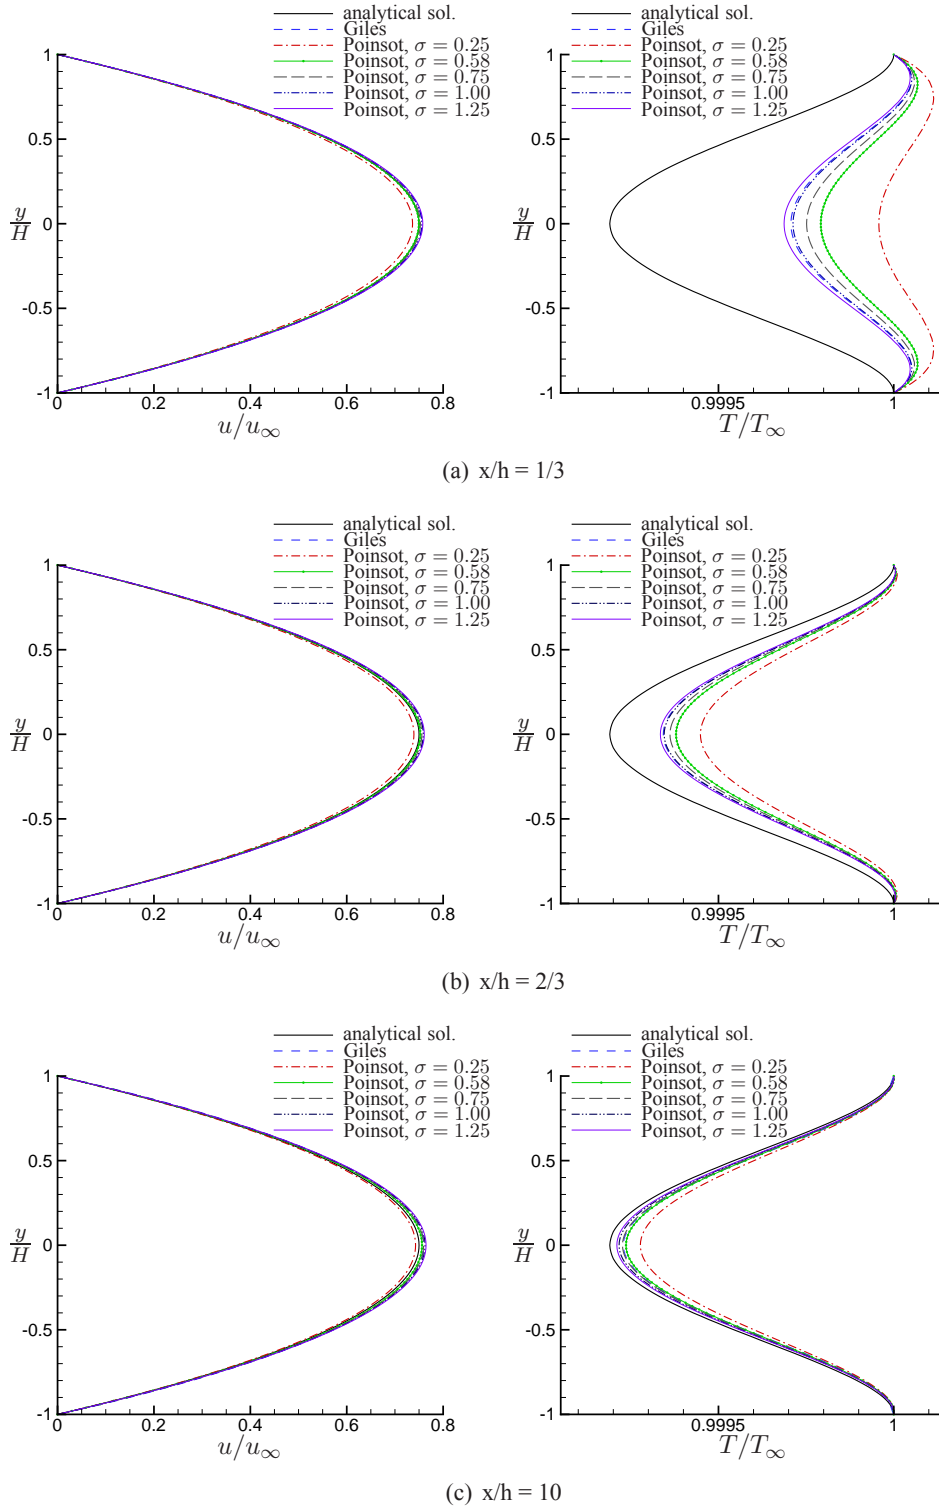 analytical sol.
Giles
Poinsot, σ = 0.25
Poinsot, σ = 0.58
Poinsot, σ = 0.75
Poinsot, σ = 1.00
Poinsot, σ = 1.25
1
0.5
y/H
0
-0.5
-1
0 0.2 0.4 0.6 0.8
u/u∞
analytical sol.
Giles
Poinsot, σ = 0.25
Poinsot, σ = 0.58
Poinsot, σ = 0.75
Poinsot, σ = 1.00
Poinsot, σ = 1.25
1
0.5
y/H
0
-0.5
-1
0.9995 1
T/T∞
(a) x/h = 1/3
analytical sol.
Giles
Poinsot, σ = 0.25
Poinsot, σ = 0.58
Poinsot, σ = 0.75
Poinsot, σ = 1.00
Poinsot, σ = 1.25
1
0.5
y/H
0
-0.5
-1
0 0.2 0.4 0.6 0.8
u/u∞
analytical sol.
Giles
Poinsot, σ = 0.25
Poinsot, σ = 0.58
Poinsot, σ = 0.75
Poinsot, σ = 1.00
Poinsot, σ = 1.25
1
0.5
y/H
0
-0.5
-1
0.9995 1
T/T∞
(b) x/h = 2/3
analytical sol.
Giles
Poinsot, σ = 0.25
Poinsot, σ = 0.58
Poinsot, σ = 0.75
Poinsot, σ = 1.00
Poinsot, σ = 1.25
1
0.5
y/H
0
-0.5
-1
0 0.2 0.4 0.6 0.8
u/u∞
analytical sol.
Giles
Poinsot, σ = 0.25
Poinsot, σ = 0.58
Poinsot, σ = 0.75
Poinsot, σ = 1.00
Poinsot, σ = 1.25
1
0.5
y/H
0
-0.5
-1
0.9995 1
T/T∞
(c) x/h = 10